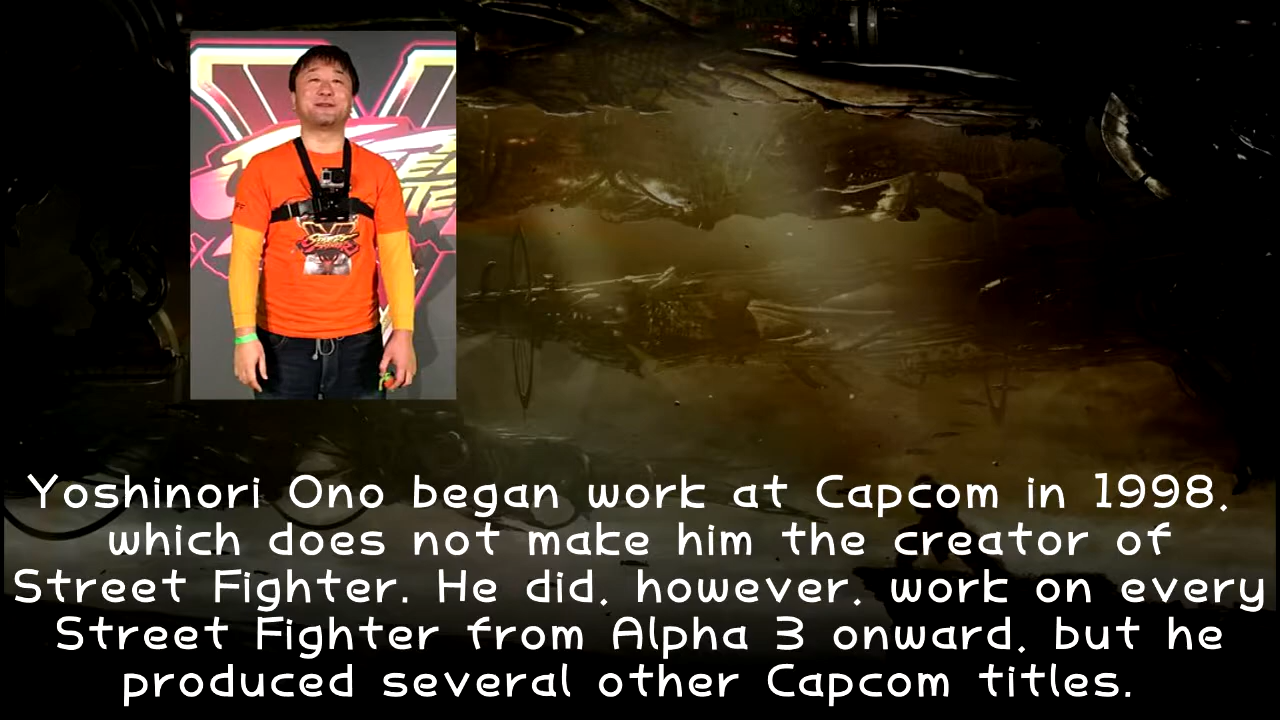 Yoshinori Ono began work at Capcom in 1998,
which does not make him the creator of
Street Fighter. He did, however, work on every
Street Fighter from Alpha 3 onward, but he
produced several other Capcom titles.